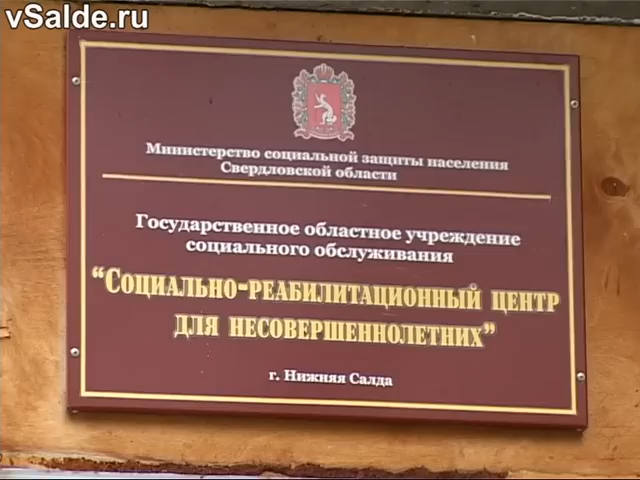 vSalde.ru
Министерство социальной защиты населения
Свердловской области
Государственное областное учреждение
социального обслуживания
“Социально-реабилитационный центр
для несовершеннолетних”
г. Нижняя Салда